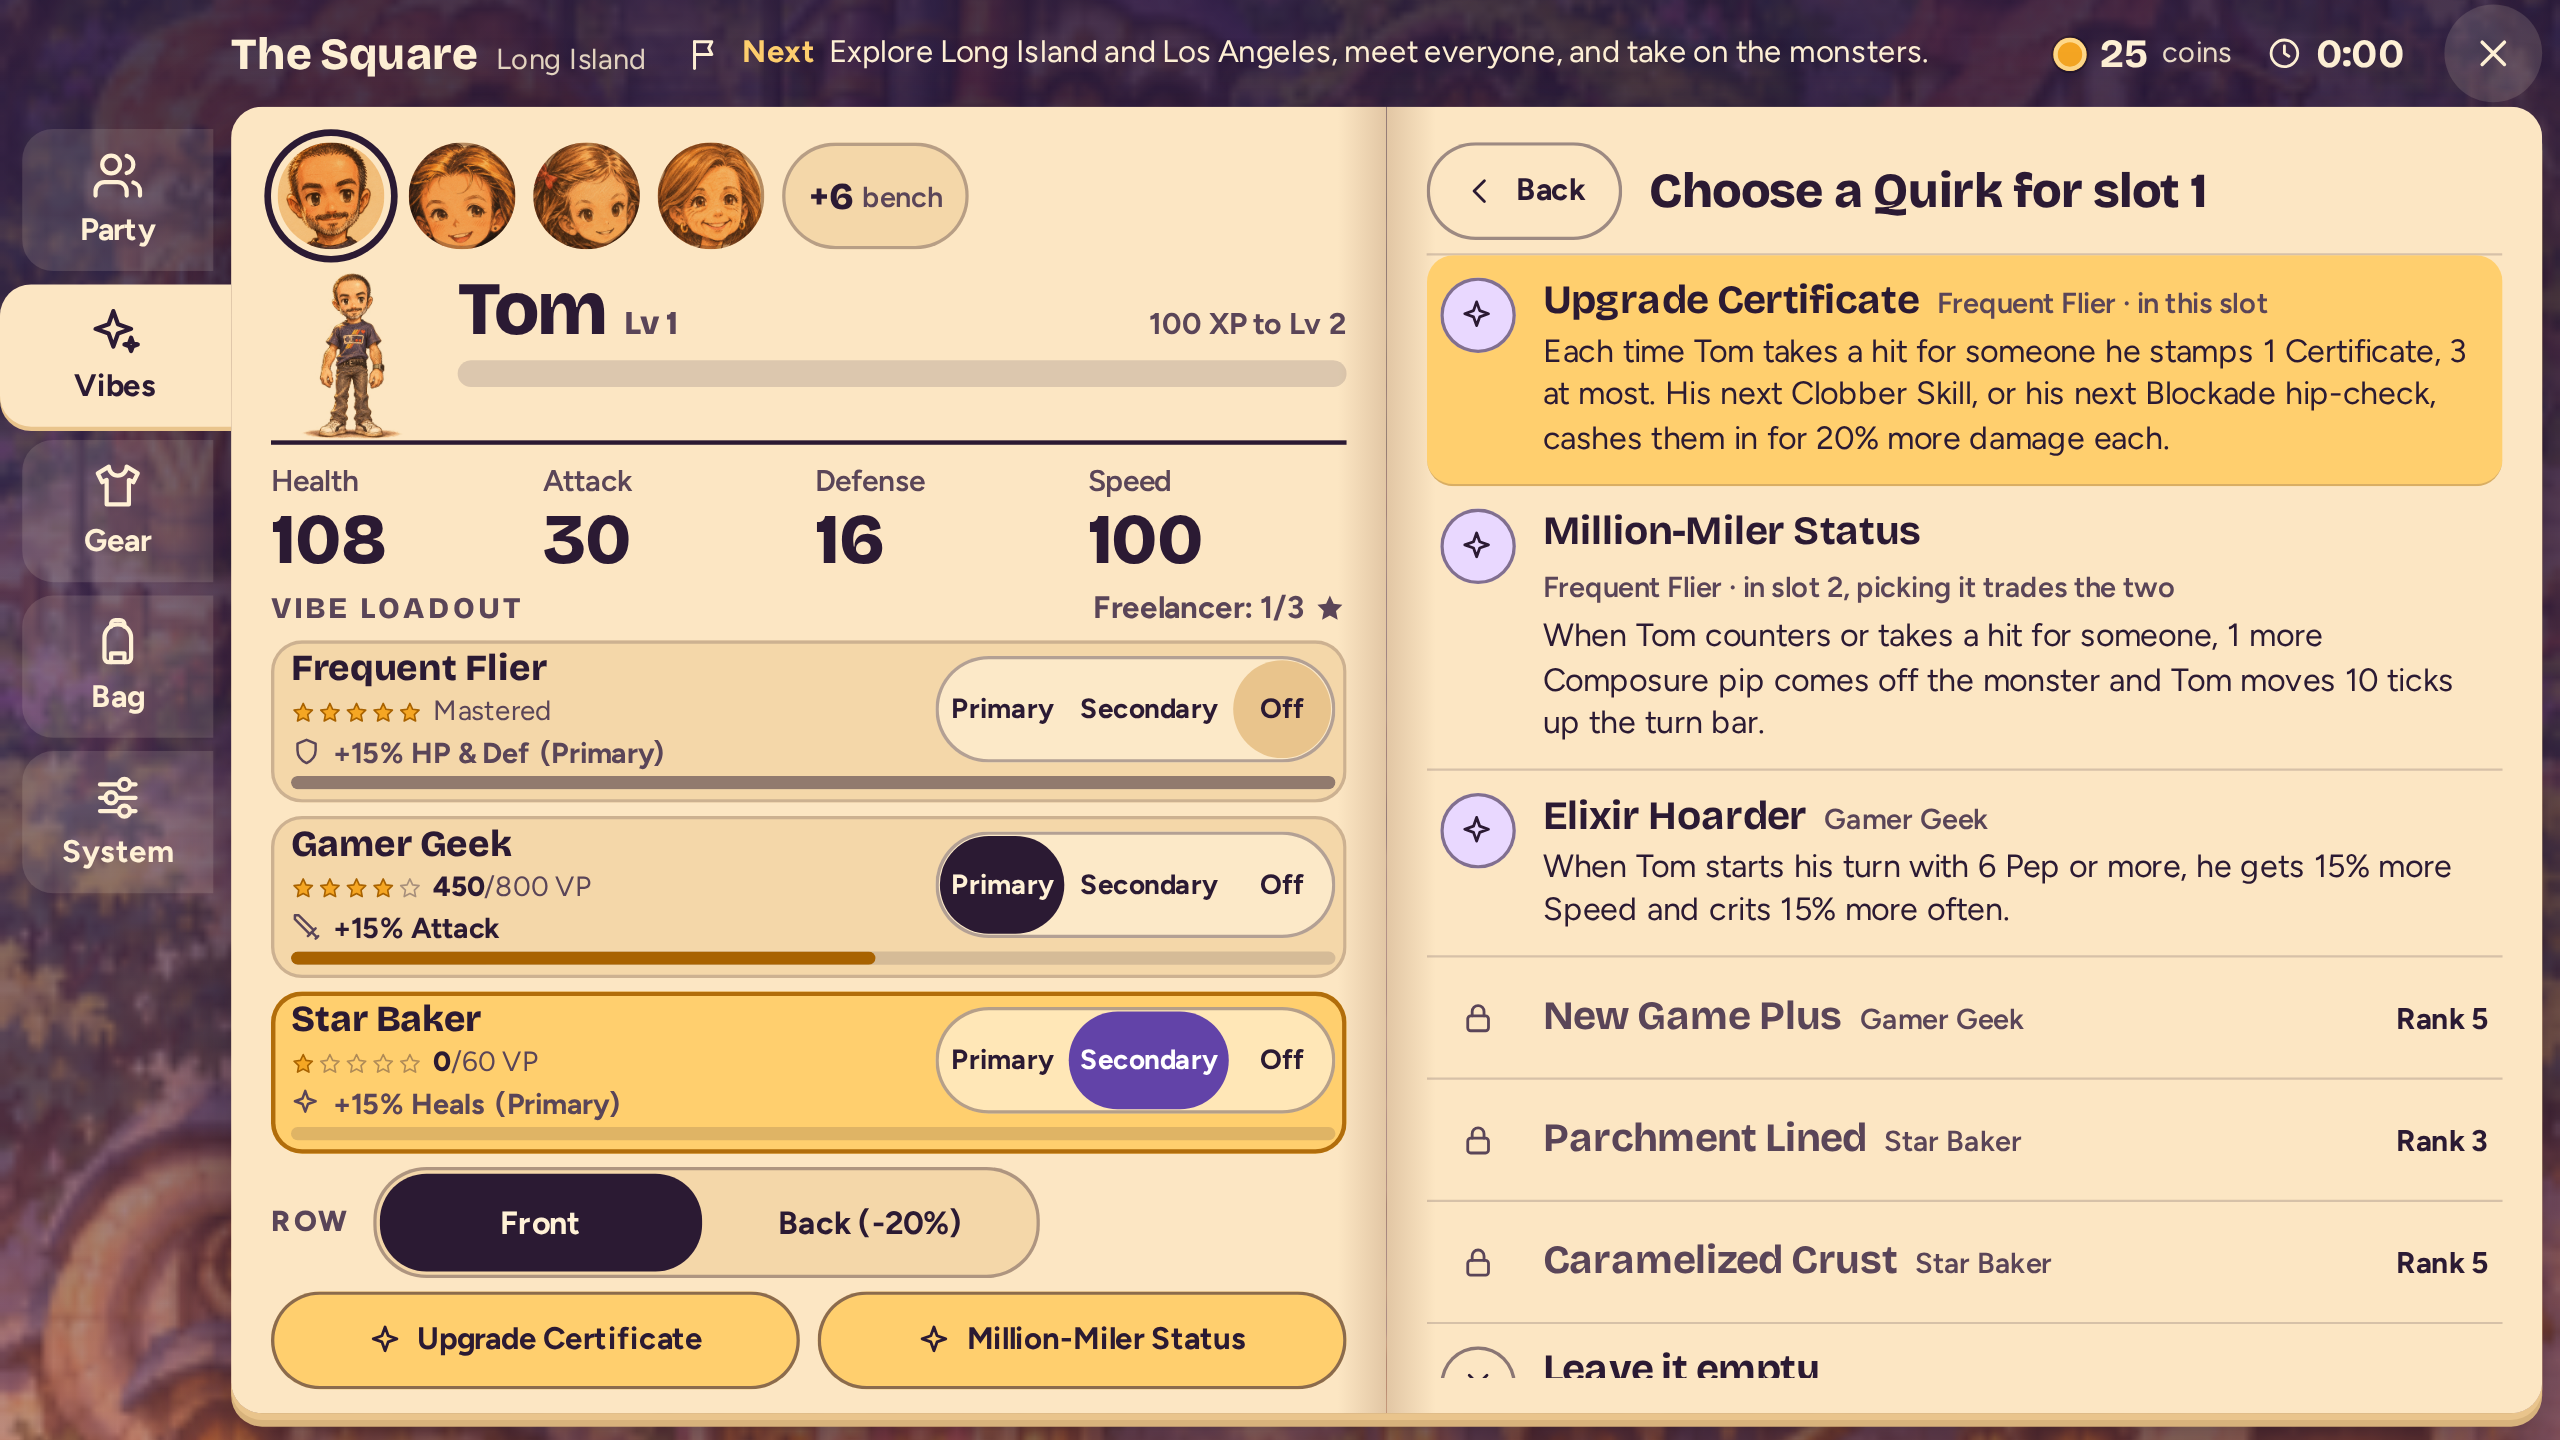 The Square Long Island
Next Explore Long Island and Los Angeles, meet everyone, and take on the monsters.
25 coins
0:00
Party
Vibes
Gear
Bag
System
+6 bench
Tom Lv 1
100 XP to Lv 2
Health Attack Defense Speed
108 30 16 100
VIBE LOADOUT
Freelancer: 1/3
Frequent Flier
Mastered
+15% HP & Def (Primary)
Primary Secondary Off
Gamer Geek
450/800 VP
+15% Attack
Primary Secondary Off
Star Baker
0/60 VP
+15% Heals (Primary)
Primary Secondary Off
ROW
Front
Back (-20%)
Upgrade Certificate
Million-Miler Status
Back
Choose a Quirk for slot 1
Upgrade Certificate Frequent Flier · in this slot
Each time Tom takes a hit for someone he stamps 1 Certificate, 3
at most. His next Clobber Skill, or his next Blockade hip-check,
cashes them in for 20% more damage each.
Million-Miler Status
Frequent Flier · in slot 2, picking it trades the two
When Tom counters or takes a hit for someone, 1 more
Composure pip comes off the monster and Tom moves 10 ticks
up the turn bar.
Elixir Hoarder Gamer Geek
When Tom starts his turn with 6 Pep or more, he gets 15% more
Speed and crits 15% more often.
New Game Plus Gamer Geek Rank 5
Parchment Lined Star Baker Rank 3
Caramelized Crust Star Baker Rank 5
Leave it empty